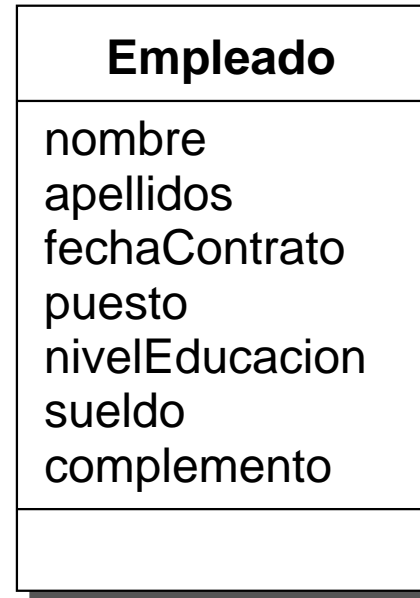 Empleado
nombre
apellidos
fechaContrato
puesto
nivelEducacion
sueldo
complemento